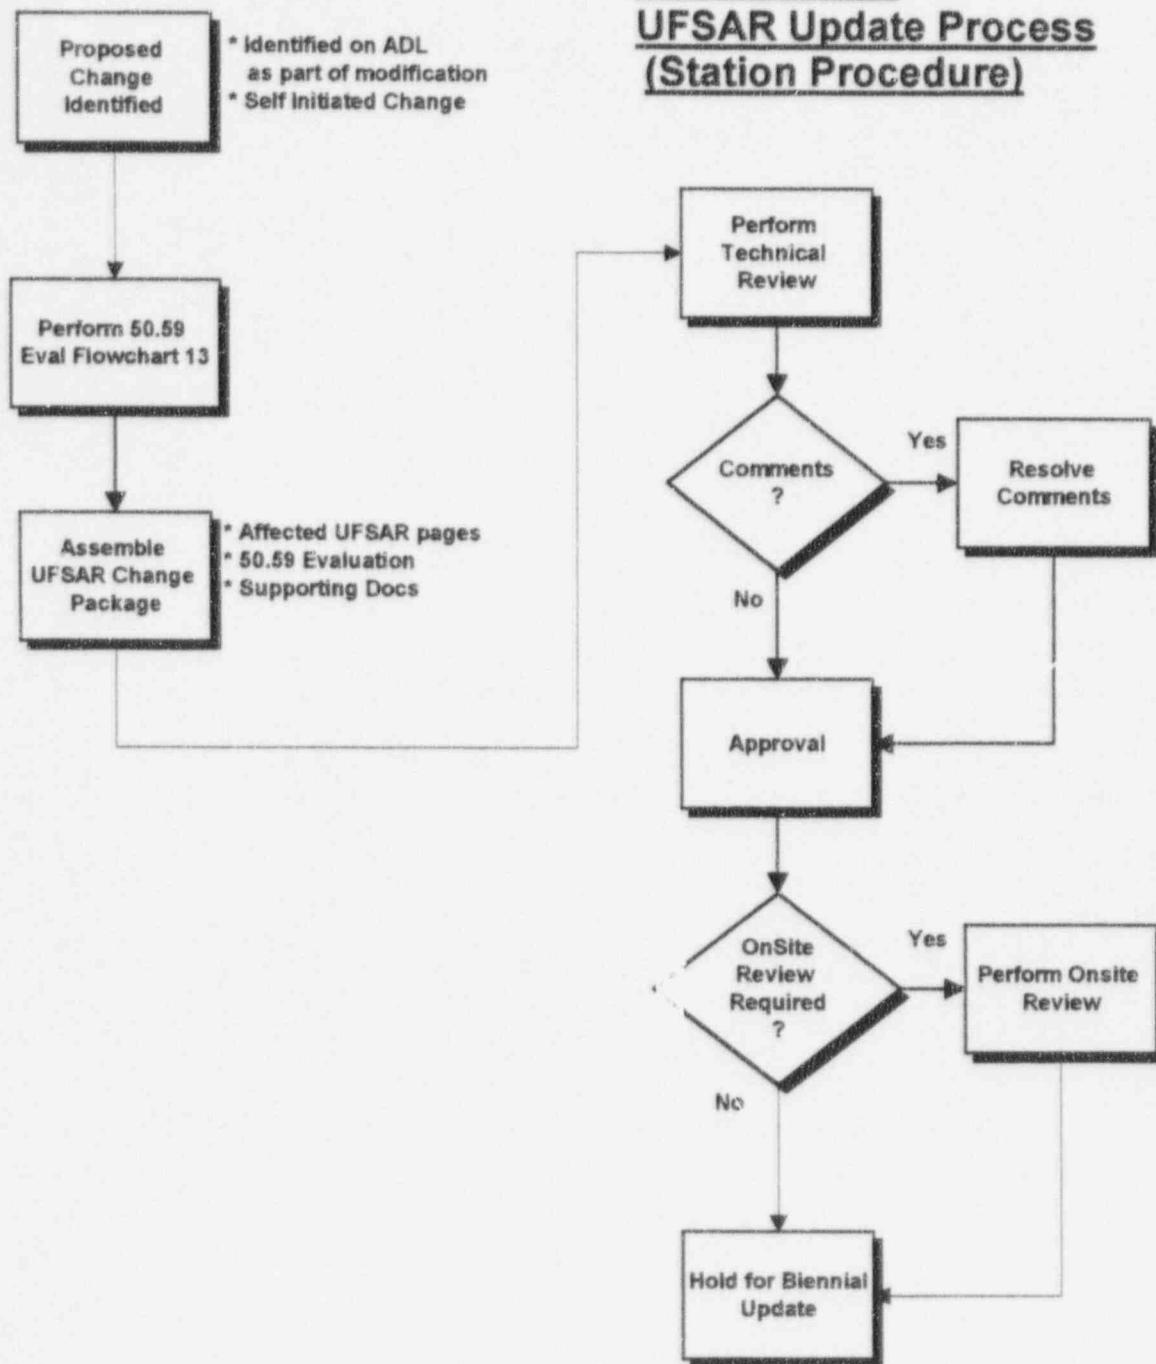 UFSAR Update Process
(Station Procedure)
Proposed
Change
Identified
* Identified on ADL
as part of modification
* Self Initiated Change
Perform 50.59
Eval Flowchart 13
Assemble
UFSAR Change
Package
* Affected UFSAR pages
* 50.59 Evaluation
* Supporting Docs
Perform
Technical
Review
Comments
?
Yes
Resolve
Comments
No
Approval
OnSite
Review
Required
?
Yes
Perform Onsite
Review
No
Hold for Biennial
Update